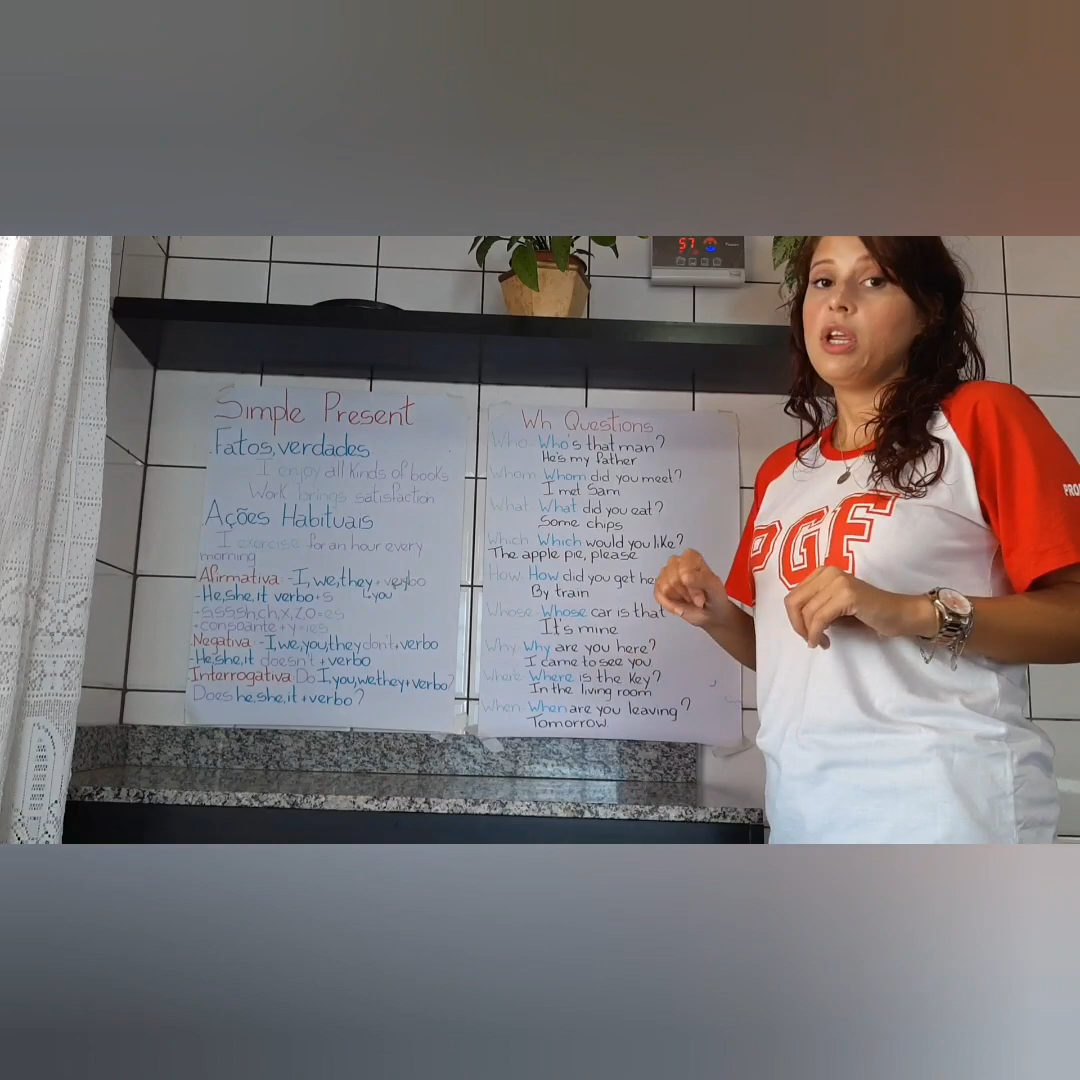 Simple Present
.Fatos, verdades
I enjoy all kinds of books
Work brings satisfaction
.Ações Habituais
I exercise for an hour every
morning
Afirmativa -I, we, they + verbo
↳you
-He, she, it verbo+s
+s,ss,sh,ch,x,z,o=es
+consoante+y=ies
Negativa -I, we, you, they don't+verbo
-He, she, it doesn't +verbo
Interrogativa: Do I, you, we, they+verbo?
Does he, she, it +verbo?
Wh Questions
Who- Who's that man?
He's my father
Whom- Whom did you meet?
I met Sam
What- What did you eat?
Some chips
Which- Which would you like?
The apple pie, please
How- How did you get he
By train
Whose- Whose car is that
It's mine
Why- Why are you here?
I came to see you
Where- Where is the key?
In the living room
When- When are you leaving?
Tomorrow.
57
PGF
PRO